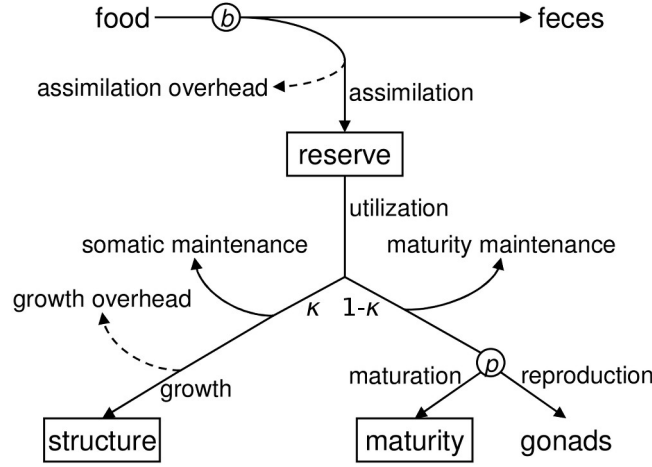 food
b
feces
assimilation overhead
assimilation
reserve
utilization
somatic maintenance
maturity maintenance
growth overhead
κ
1-κ
growth
maturation
p
reproduction
structure
maturity
gonads